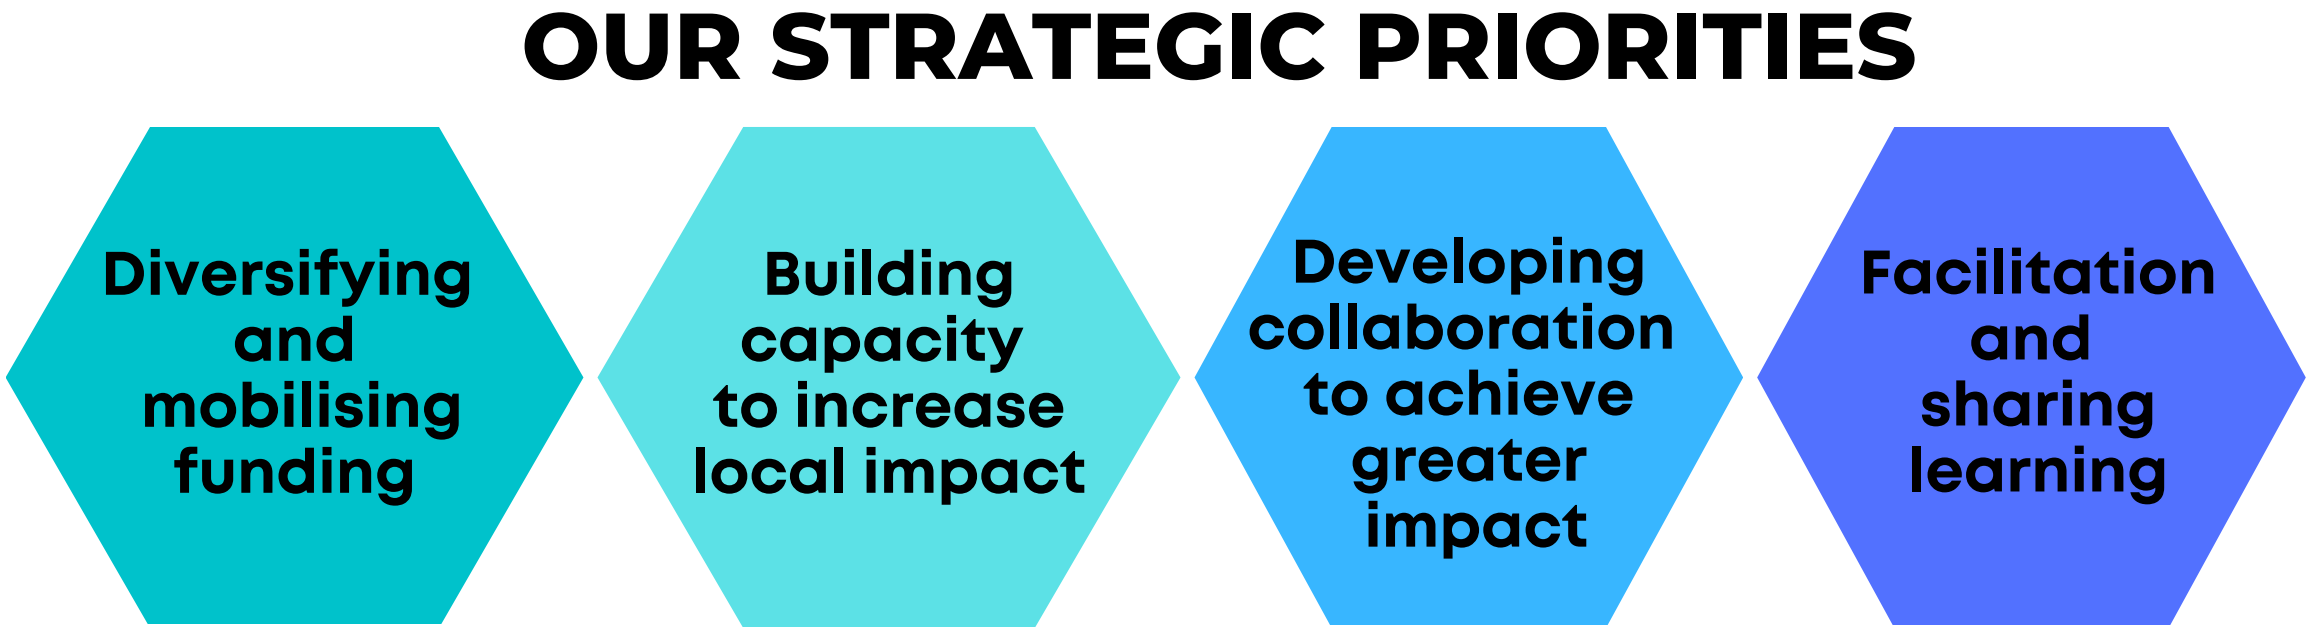 OUR STRATEGIC PRIORITIES
Diversifying
and
mobilising
funding
Building
capacity
to increase
local impact
Developing
collaboration
to achieve
greater
impact
Facilitation
and
sharing
learning